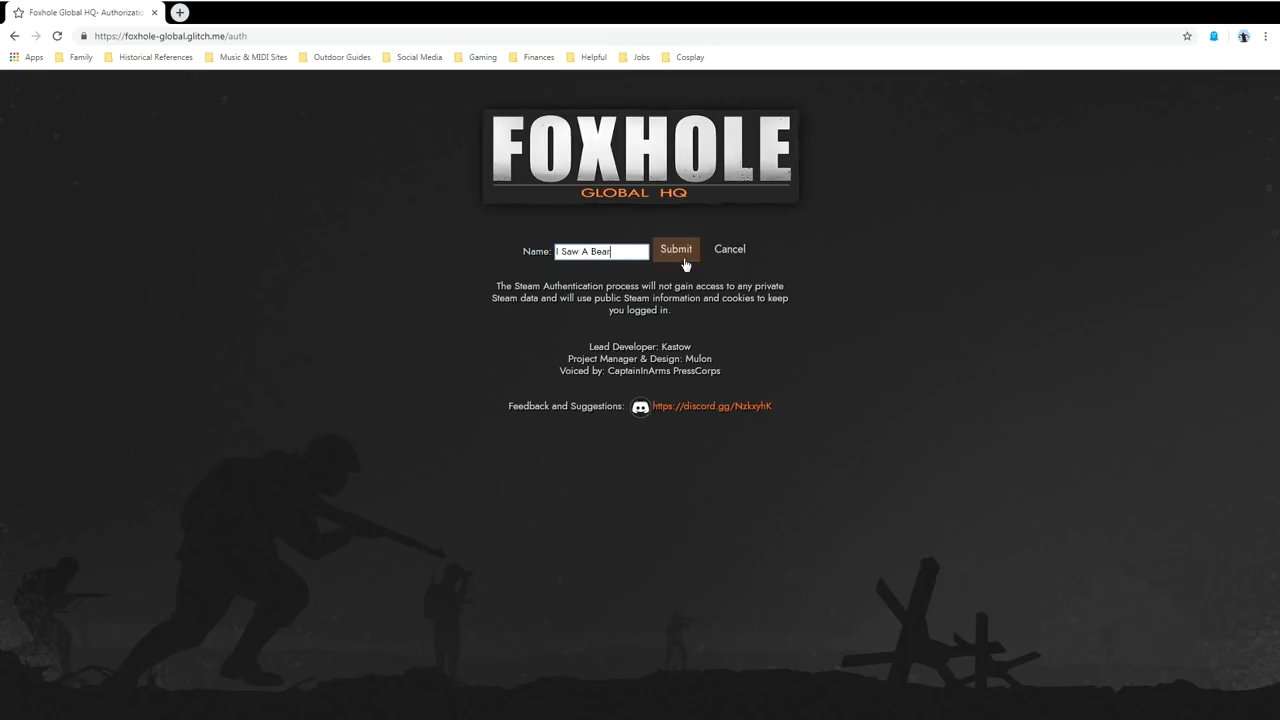 Foxhole Global HQ- Authorizatio
https://foxhole-global.glitch.me/auth
Apps Family Historical References Music & MIDI Sites Outdoor Guides Social Media Gaming Finances Helpful Jobs Cosplay
FOXHOLE
GLOBAL HQ
Name: I Saw A Bear Submit Cancel
The Steam Authentication process will not gain access to any private
Steam data and will use public Steam information and cookies to keep
you logged in.
Lead Developer: Kastow
Project Manager & Design: Mulon
Voiced by: CaptainInArms PressCorps
Feedback and Suggestions: https://discord.gg/NzkxyhK